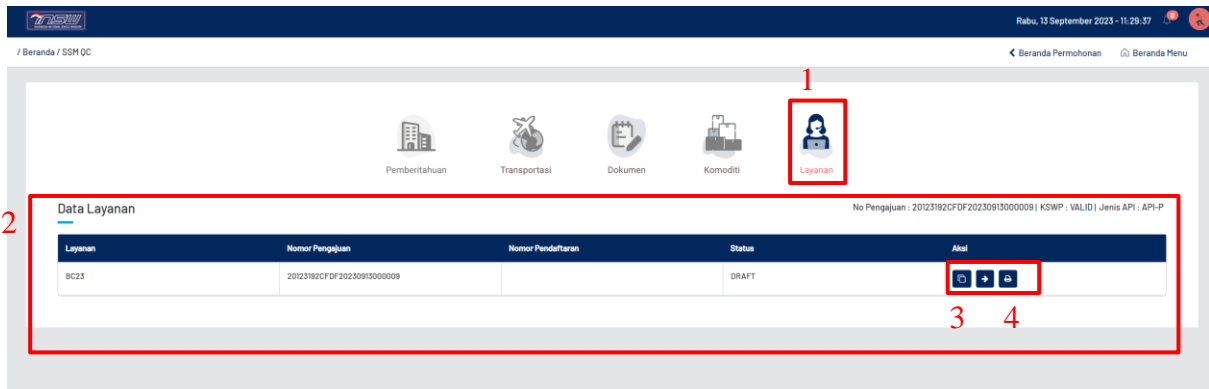 INSW
Rabu, 13 September 2023 - 11:29:37
/ Beranda / SSM QC
Beranda Permohonan
Beranda Menu
1
Pemberitahuan
Transportasi
Dokumen
Komoditi
Layanan
2
Data Layanan
No Pengajuan : 20123192CFDF20230913000009 | KSWP : VALID | Jenis API : API-P
Layanan Nomor Pengajuan Nomor Pendaftaran Status Aksi
BC23 20123192CFDF20230913000009 DRAFT
3 4